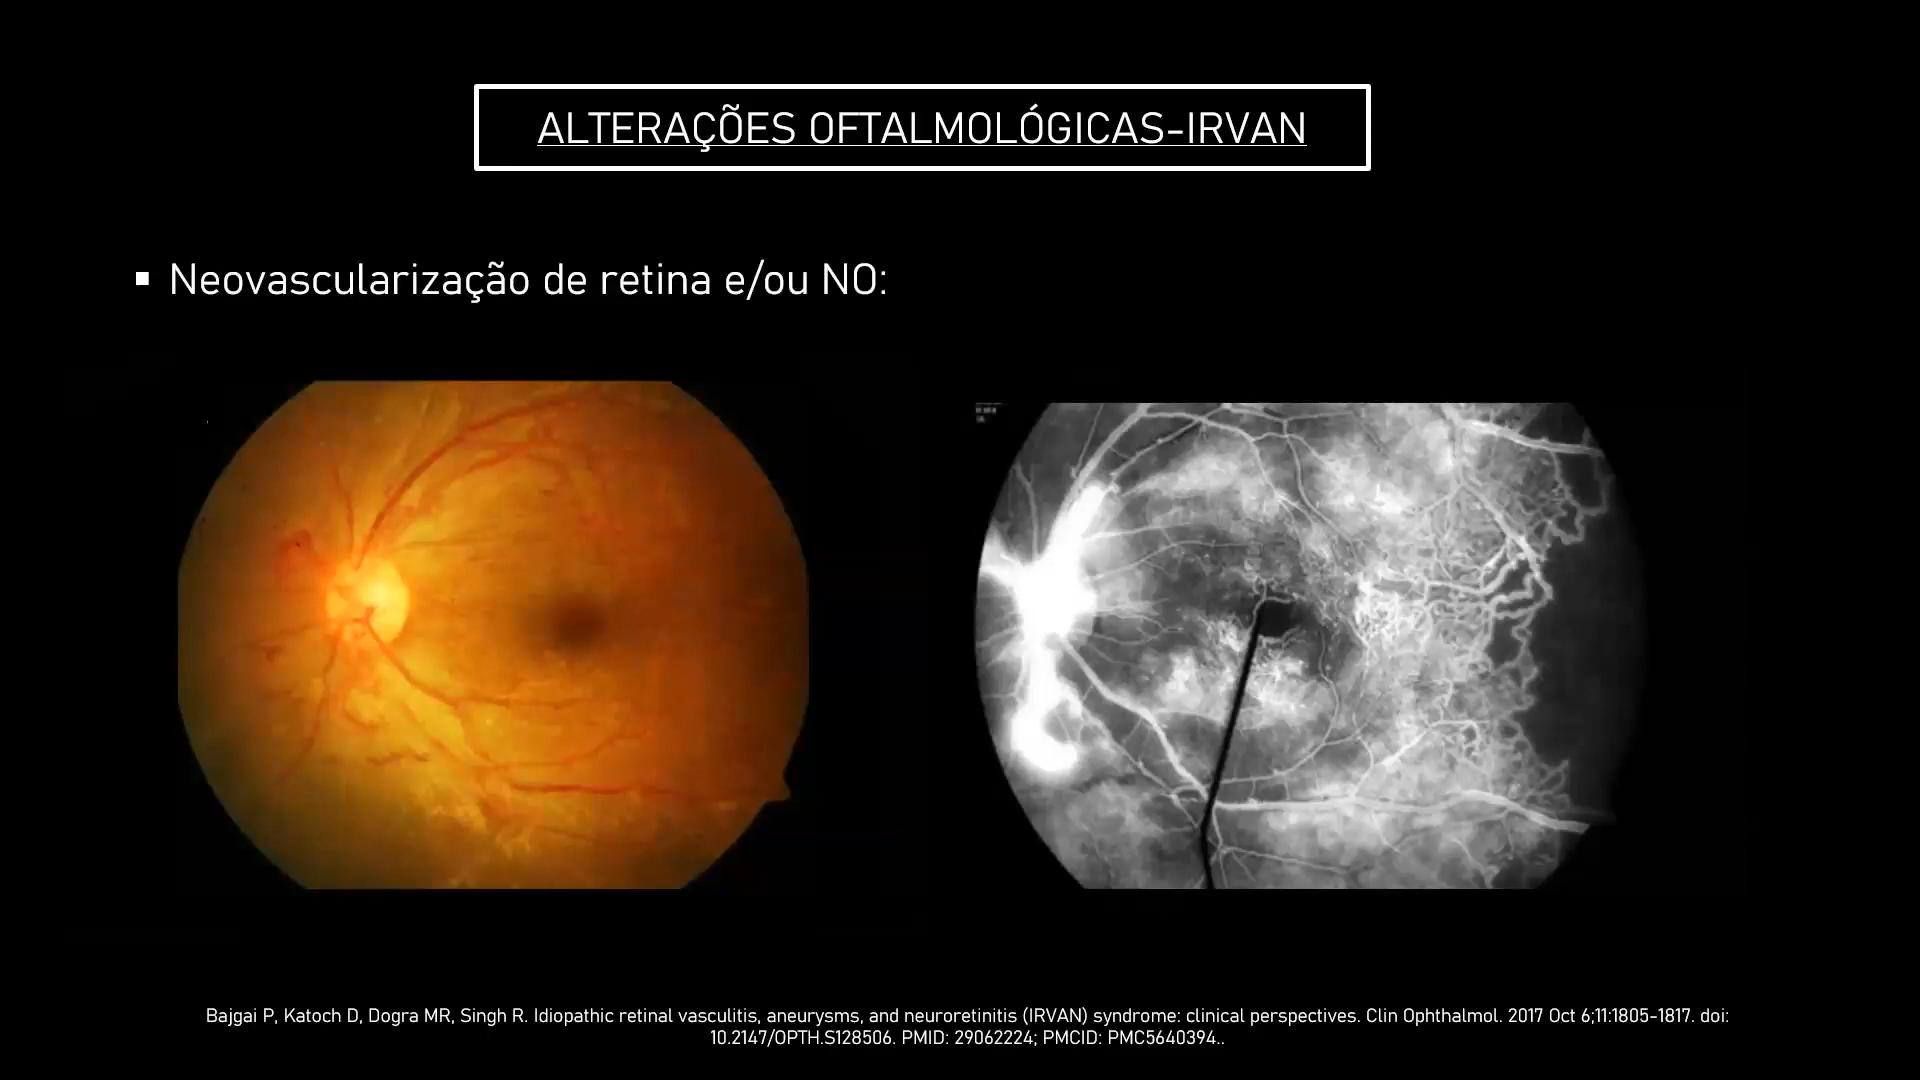 ALTERAÇÕES OFTALMOLÓGICAS-IRVAN
▪ Neovascularização de retina e/ou NO:
Bajgai P, Katoch D, Dogra MR, Singh R. Idiopathic retinal vasculitis, aneurysms, and neuroretinitis (IRVAN) syndrome: clinical perspectives. Clin Ophthalmol. 2017 Oct 6;11:1805-1817. doi:
10.2147/OPTH.S128506. PMID: 29062224; PMCID: PMC5640394..